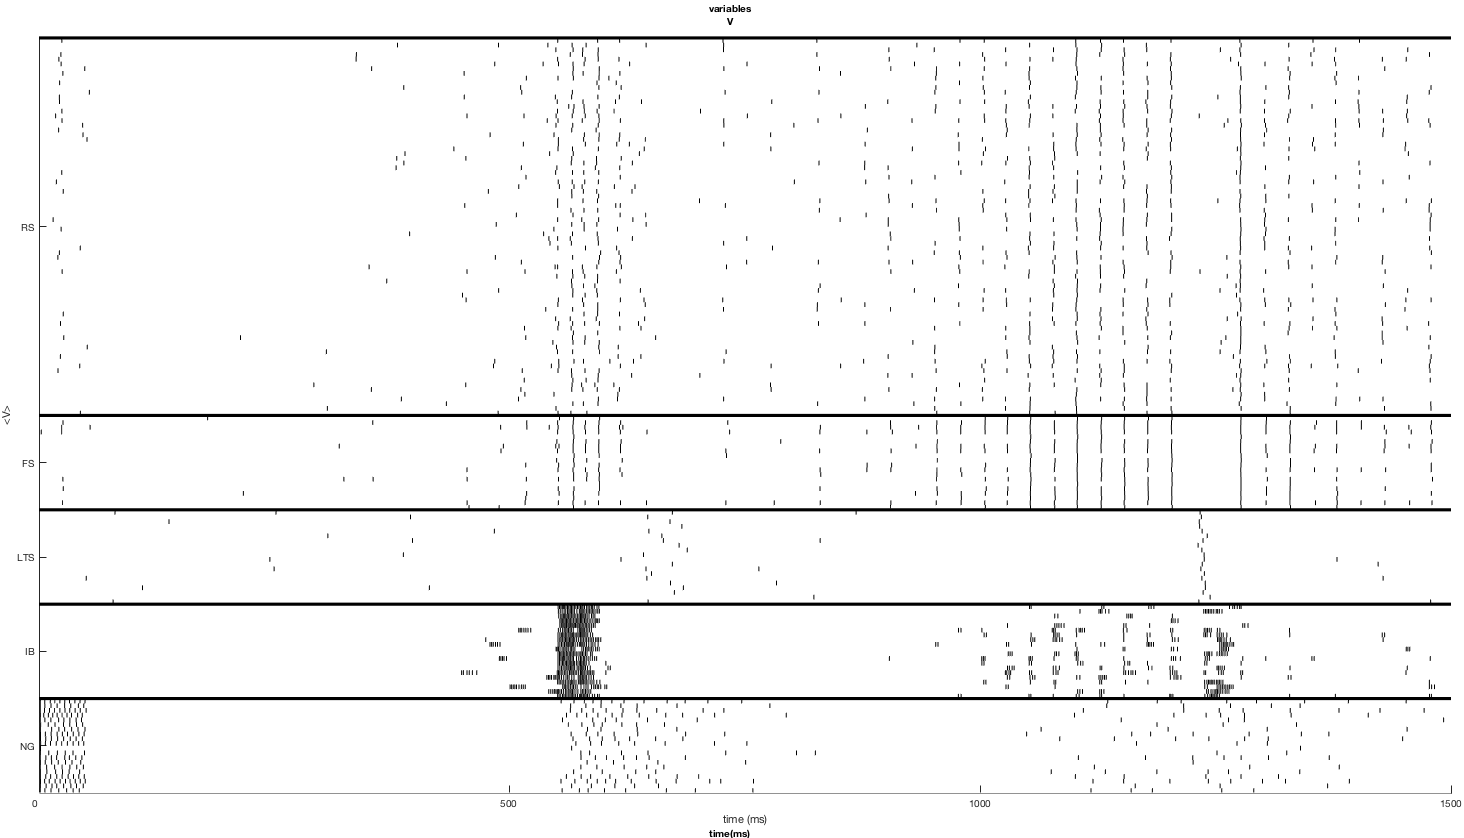 variables
V
RS
FS
LTS
IB
NG
<V>
0 500 1000 1500
time (ms)
time(ms)